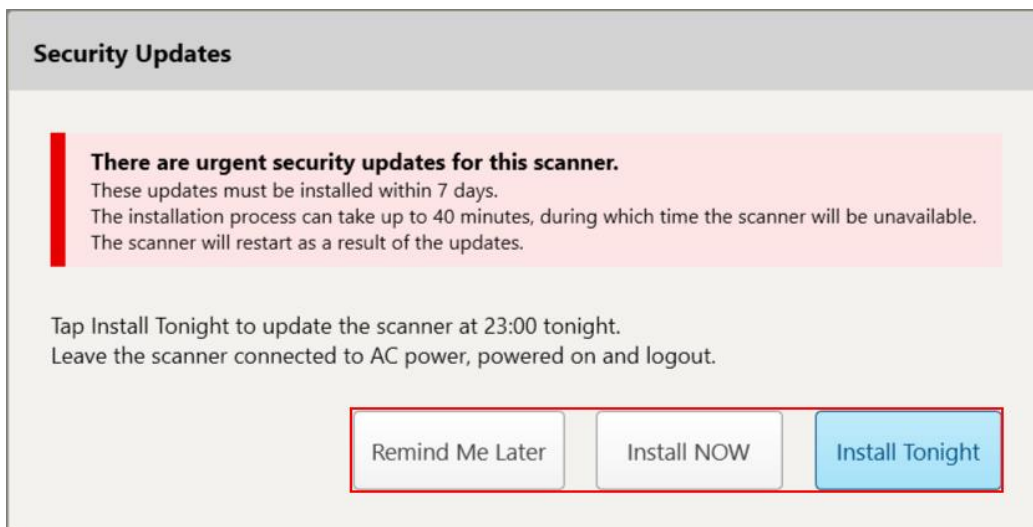 Security Updates
There are urgent security updates for this scanner.
These updates must be installed within 7 days.
The installation process can take up to 40 minutes, during which time the scanner will be unavailable.
The scanner will restart as a result of the updates.
Tap Install Tonight to update the scanner at 23:00 tonight.
Leave the scanner connected to AC power, powered on and logout.
Remind Me Later
Install NOW
Install Tonight